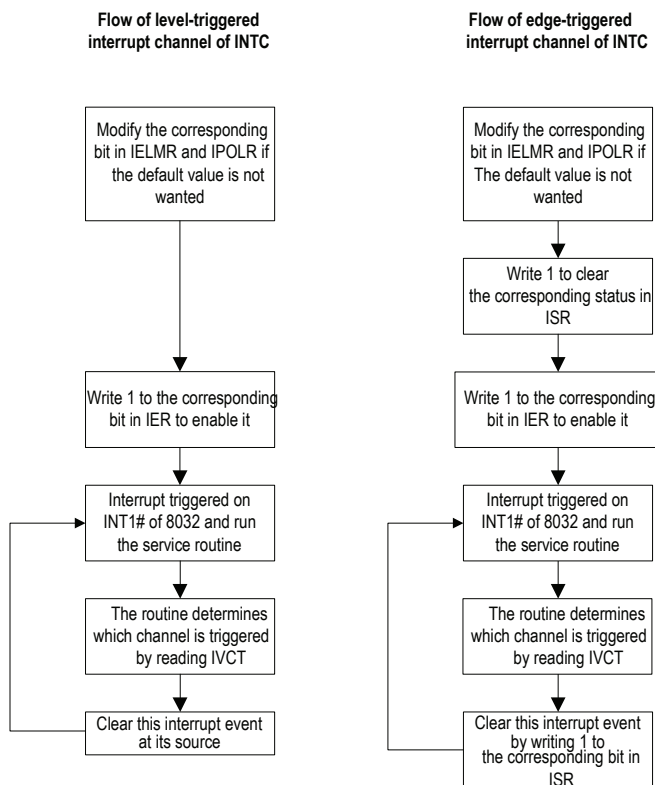 Flow of level-triggered
interrupt channel of INTC
Modify the corresponding
bit in IELMR and IPOLR if
the default value is not
wanted
Write 1 to the corresponding
bit in IER to enable it
Interrupt triggered on
INT1# of 8032 and run
the service routine
The routine determines
which channel is triggered
by reading IVCT
Clear this interrupt event
at its source
Flow of edge-triggered
interrupt channel of INTC
Modify the corresponding
bit in IELMR and IPOLR if
The default value is not
wanted
Write 1 to clear
the corresponding status in
ISR
Write 1 to the corresponding
bit in IER to enable it
Interrupt triggered on
INT1# of 8032 and run
the service routine
The routine determines
which channel is triggered
by reading IVCT
Clear this interrupt event
by writing 1 to
the corresponding bit in
ISR